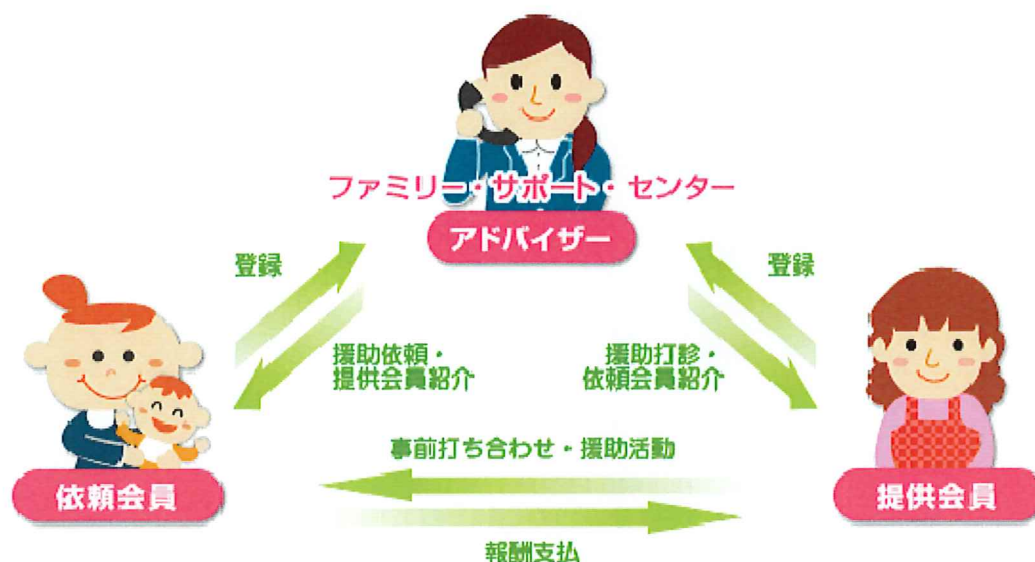 ファミリー・サポート・センター
アドバイザー
登録
登録
援助依頼・
提供会員紹介
援助打診・
依頼会員紹介
事前打ち合わせ・援助活動
依頼会員
提供会員
報酬支払